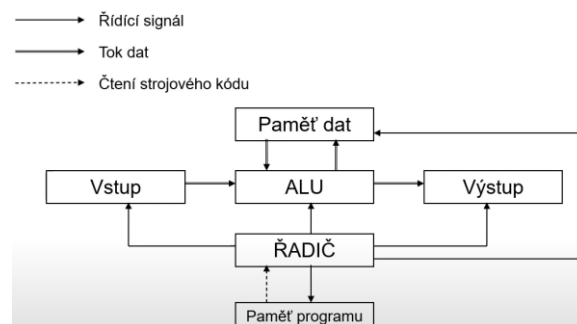 Řídící signál
Tok dat
Čtení strojového kódu
Paměť dat
Vstup
ALU
Výstup
ŘADIČ
Paměť programu